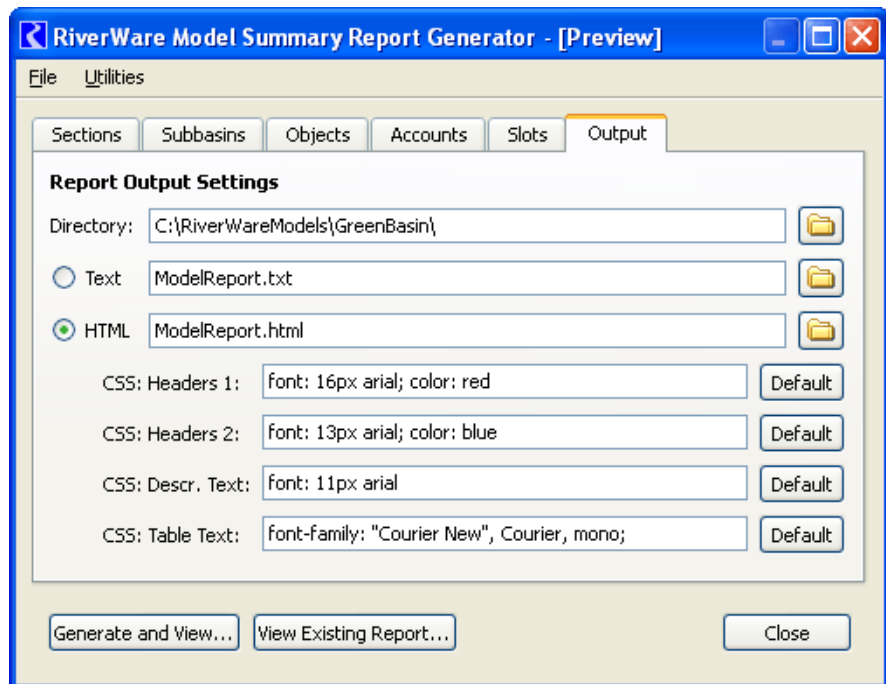 RiverWare Model Summary Report Generator - [Preview]
File Utilities
Sections Subbasins Objects Accounts Slots Output
Report Output Settings
Directory: C:\RiverWareModels\GreenBasin\
Text ModelReport.txt
HTML ModelReport.html
CSS: Headers 1: font: 16px arial; color: red Default
CSS: Headers 2: font: 13px arial; color: blue Default
CSS: Descr. Text: font: 11px arial Default
CSS: Table Text: font-family: "Courier New", Courier, mono; Default
Generate and View... View Existing Report... Close